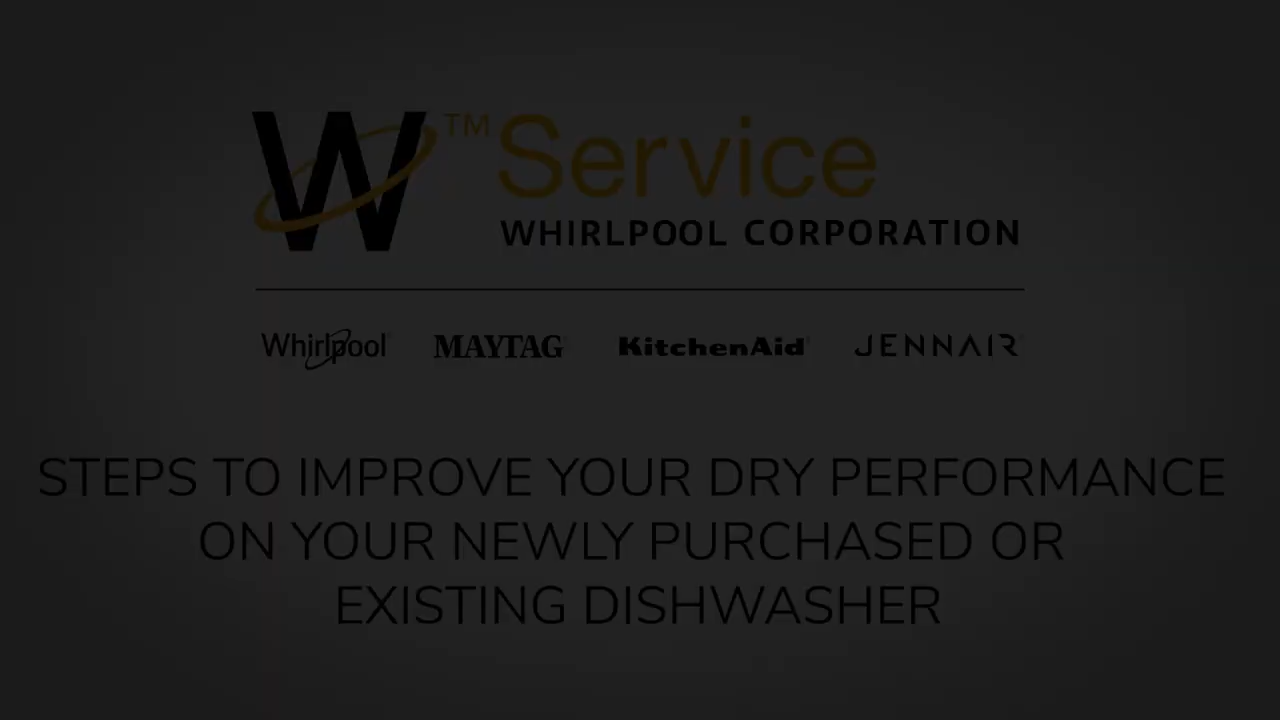 W™ Service
WHIRLPOOL CORPORATION
Whirlpool MAYTAG KitchenAid JENNAIR
STEPS TO IMPROVE YOUR DRY PERFORMANCE
ON YOUR NEWLY PURCHASED OR
EXISTING DISHWASHER